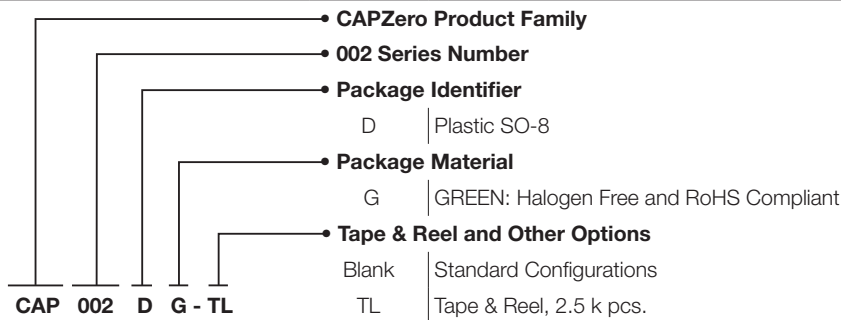 CAPZero Product Family
002 Series Number
Package Identifier
D Plastic SO-8
Package Material
G GREEN: Halogen Free and RoHS Compliant
Tape & Reel and Other Options
Blank Standard Configurations
TL Tape & Reel, 2.5 k pcs.
CAP 002 D G - TL